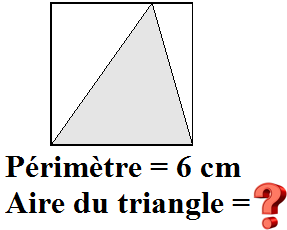 Périmètre = 6 cm
Aire du triangle = ?